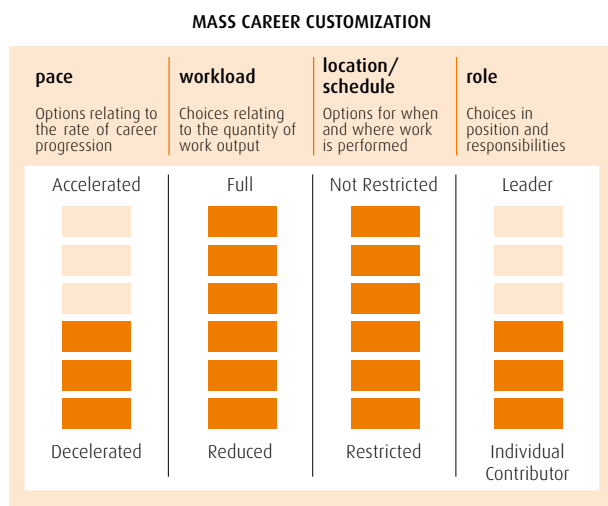 MASS CAREER CUSTOMIZATION
pace
Options relating to
the rate of career
progression
workload
Choices relating
to the quantity of
work output
location/
schedule
Options for when
and where work
is performed
role
Choices in
position and
responsibilities
Accelerated
Full
Not Restricted
Leader
Decelerated
Reduced
Restricted
Individual
Contributor